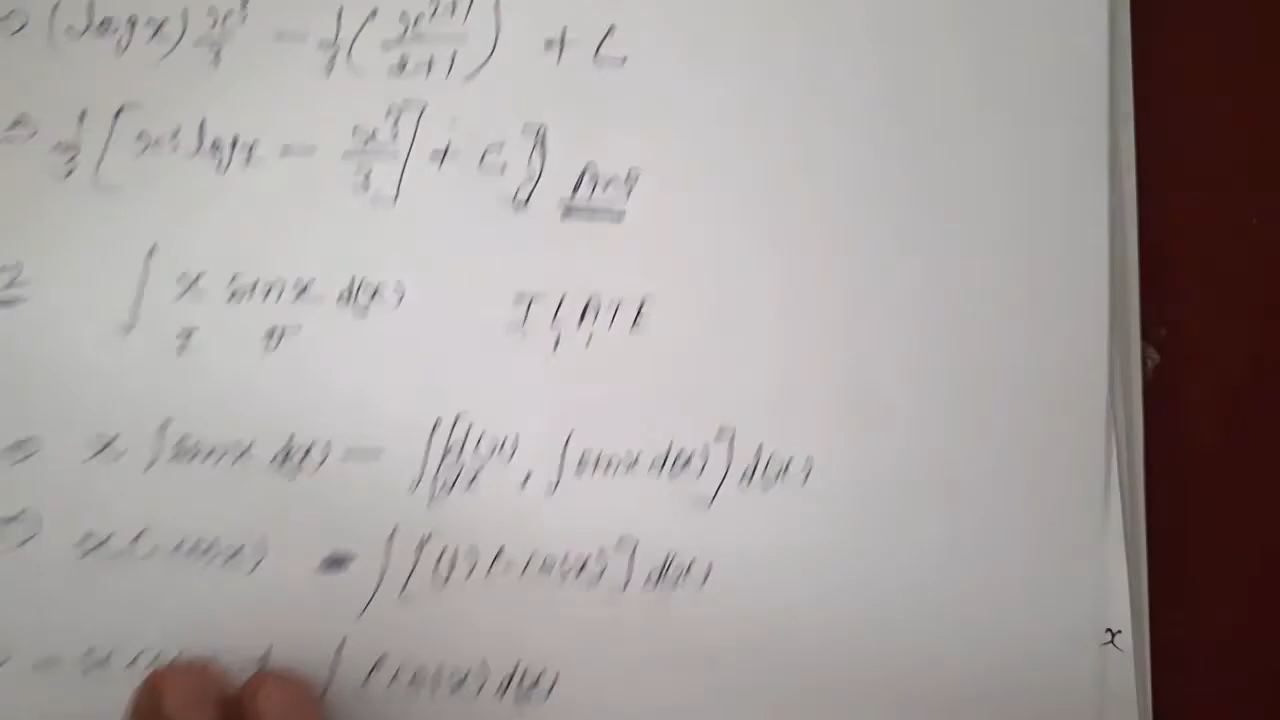 ⇒ (log x) x³/3 − 1/3 ( x²⁺¹/2+1 ) + C
⇒ 1/3 [ x³ log x − x³/3 ] + C } Ans
2 ∫ x sin x d(x) I L A T E
⇒ x ∫ sin x d(x) − ∫ [ d(x)/dx , ∫ sin x d(x) ] d(x)
⇒ x (- cos x) − ∫ [ (1) (- cos x) ] d(x)
∫ (cos x) d(x)
x